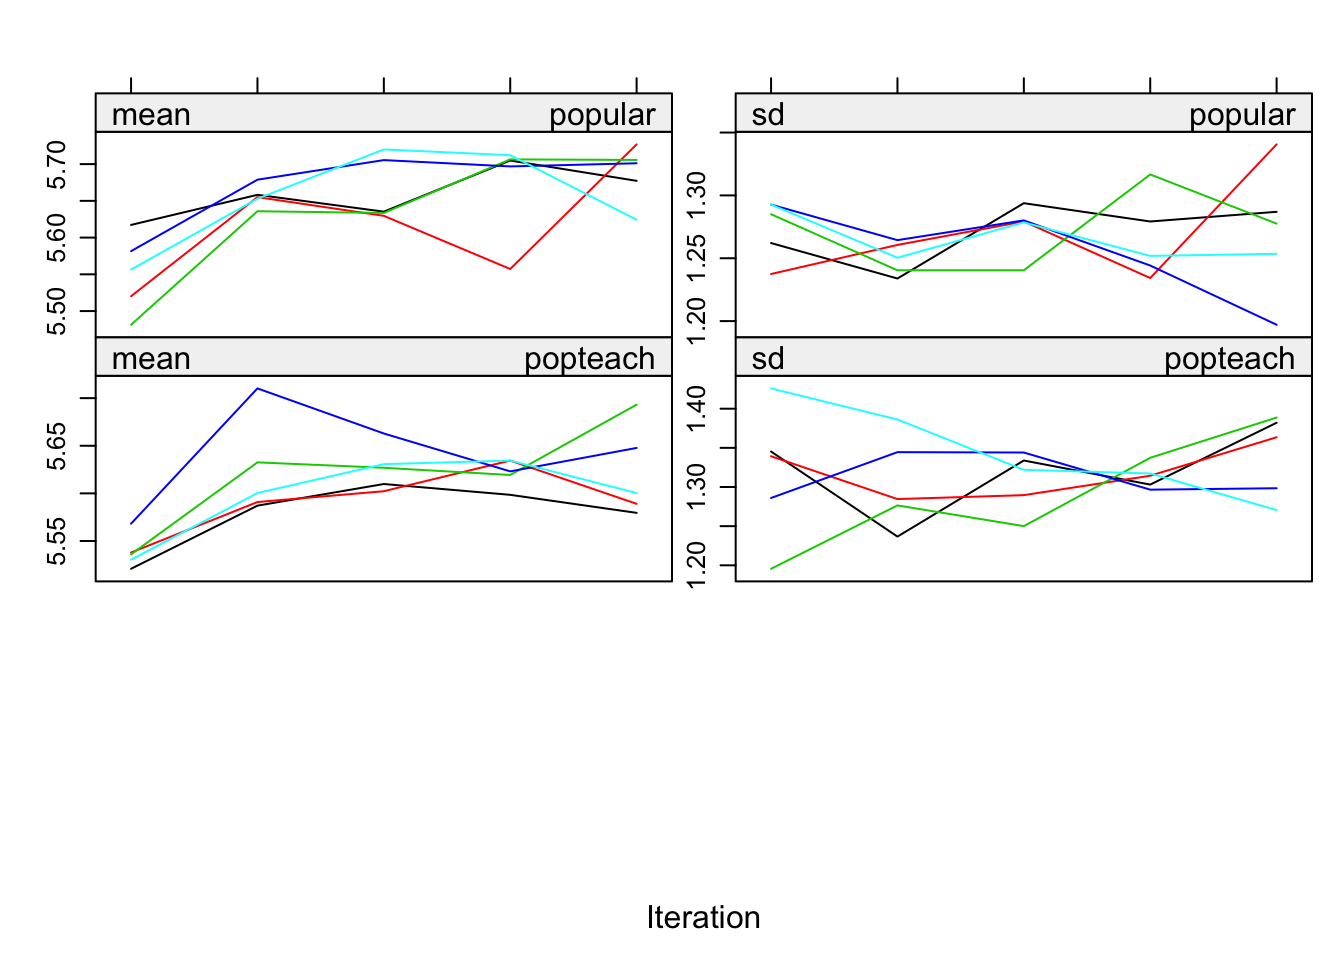 mean popular
5.70
5.60
5.50
sd popular
1.30
1.25
1.20
mean popteach
5.65
5.55
sd popteach
1.40
1.30
1.20
Iteration